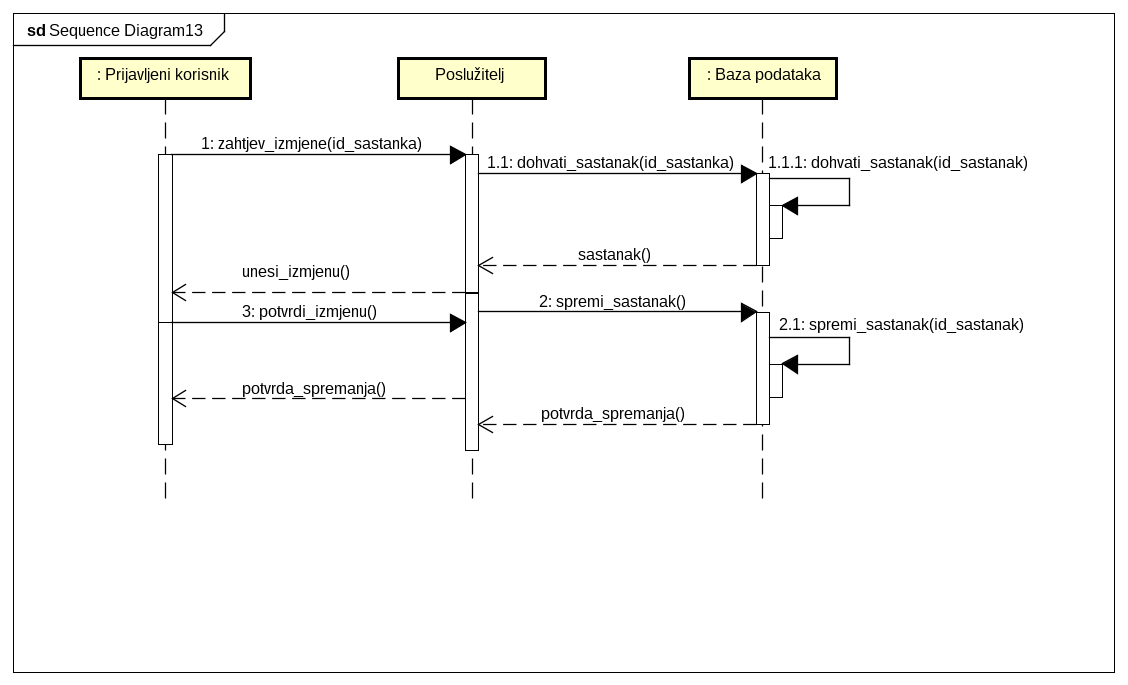 sd Sequence Diagram13
: Prijavljeni korisnik
Poslužitelj
: Baza podataka
1: zahtjev_izmjene(id_sastanka)
1.1: dohvati_sastanak(id_sastanka)
1.1.1: dohvati_sastanak(id_sastanak)
sastanak()
unesi_izmjenu()
2: spremi_sastanak()
3: potvrdi_izmjenu()
2.1: spremi_sastanak(id_sastanak)
potvrda_spremanja()
potvrda_spremanja()